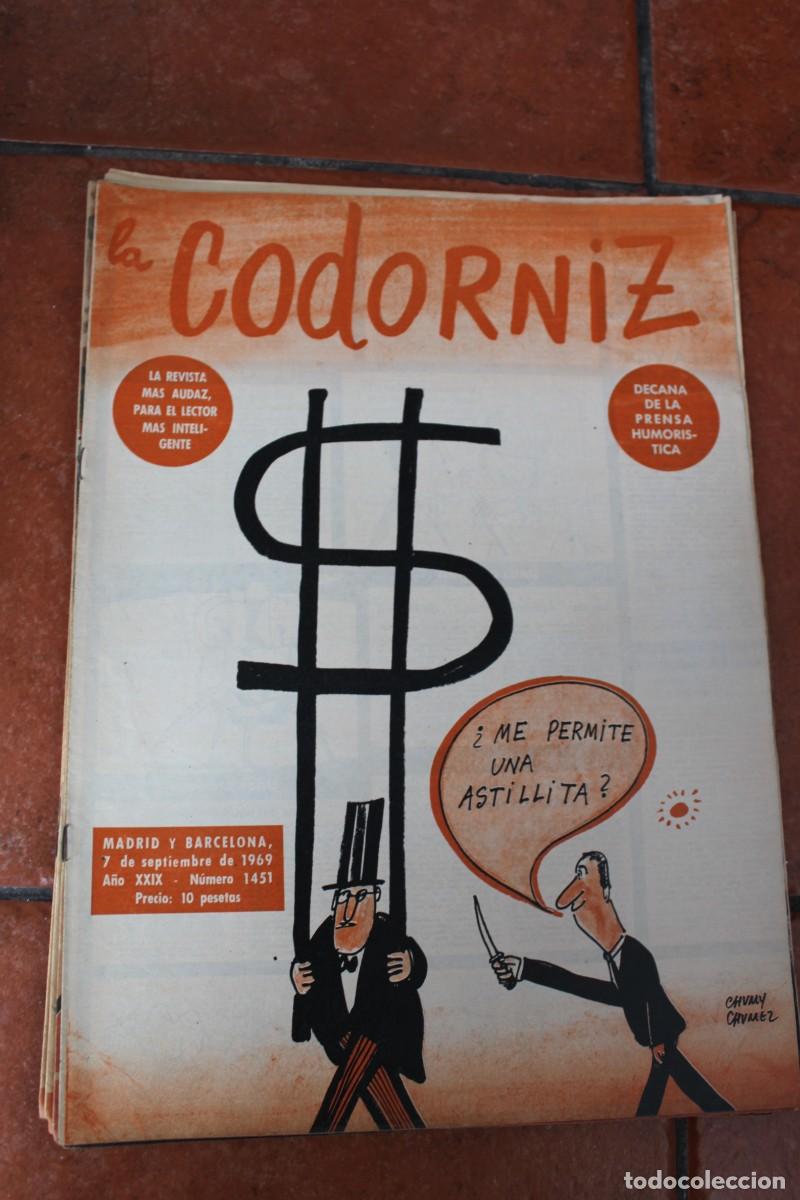 la CODORNIZ
LA REVISTA
MAS AUDAZ,
PARA EL LECTOR
MAS INTELI-
GENTE
DECANA
DE LA
PRENSA
HUMORIS-
TICA
¿ME PERMITE
UNA
ASTILLITA?
MADRID Y BARCELONA,
7 de septiembre de 1969
Año XXIX - Número 1451
Precio: 10 pesetas
CHUMY
CHUMEZ
todocoleccion